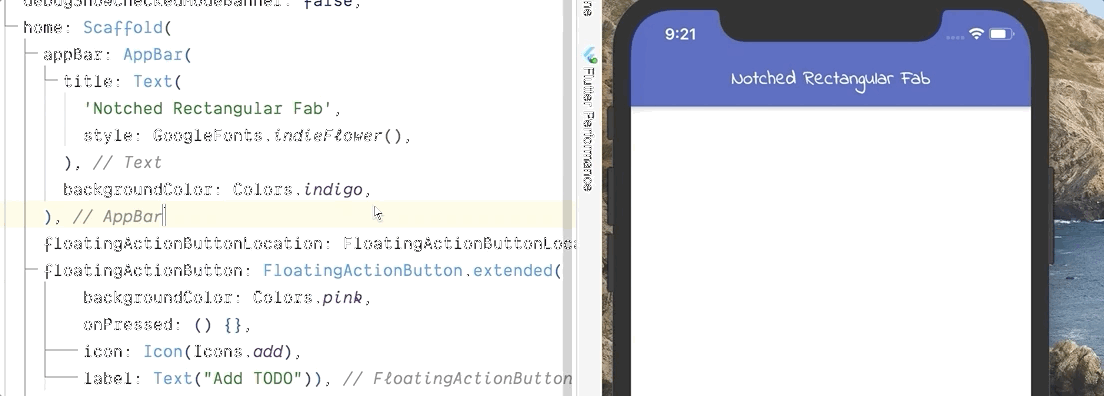 debugShowCheckedModeBanner: false,
home: Scaffold(
appBar: AppBar(
title: Text(
'Notched Rectangular Fab',
style: GoogleFonts.indieFlower(),
), // Text
backgroundColor: Colors.indigo,
), // AppBar
floatingActionButtonLocation: FloatingActionButtonLoca
floatingActionButton: FloatingActionButton.extended(
backgroundColor: Colors.pink,
onPressed: () {},
icon: Icon(Icons.add),
label: Text("Add TODO")), // FloatingActionButton
Flutter Performance
9:21
Notched Rectangular Fab